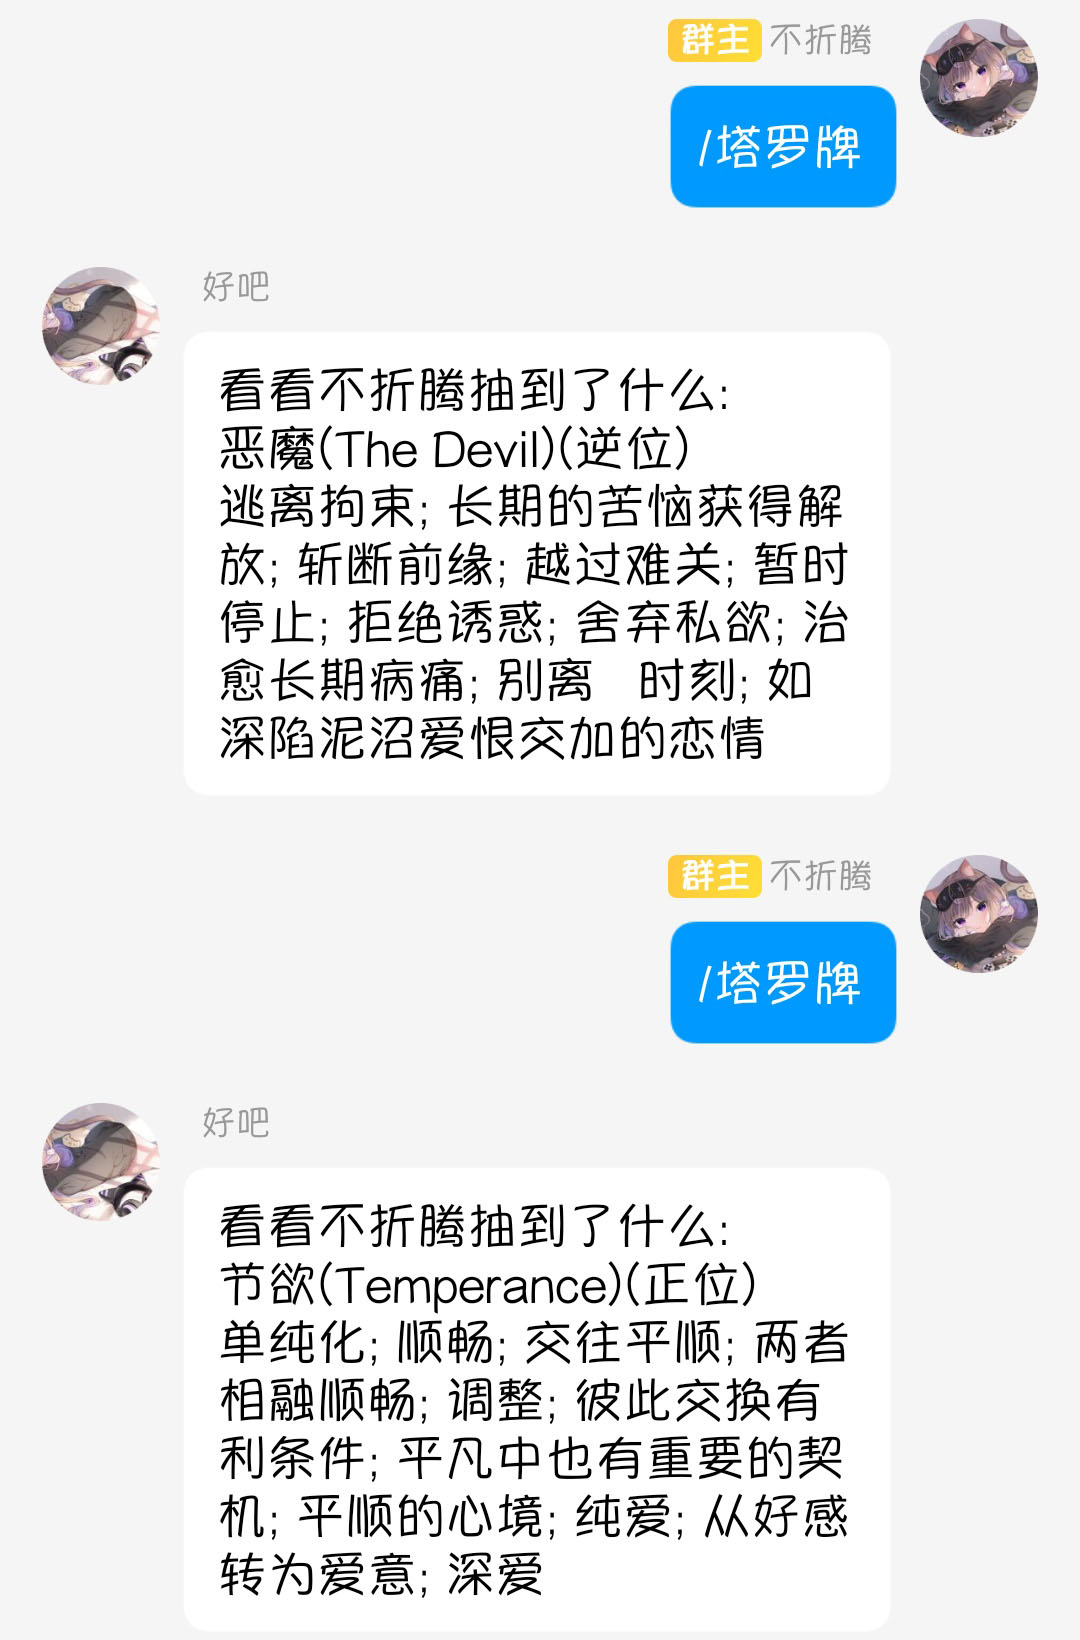 群主 不折腾
/塔罗牌
好吧
看看不折腾抽到了什么:
恶魔(The Devil)(逆位)
逃离拘束; 长期的苦恼获得解
放; 斩断前缘; 越过难关; 暂时
停止; 拒绝诱惑; 舍弃私欲; 治
愈长期病痛; 别离 时刻; 如
深陷泥沼爱恨交加的恋情
群主 不折腾
/塔罗牌
好吧
看看不折腾抽到了什么:
节欲(Temperance)(正位)
单纯化; 顺畅; 交往平顺; 两者
相融顺畅; 调整; 彼此交换有
利条件; 平凡中也有重要的契
机; 平顺的心境; 纯爱; 从好感
转为爱意; 深爱